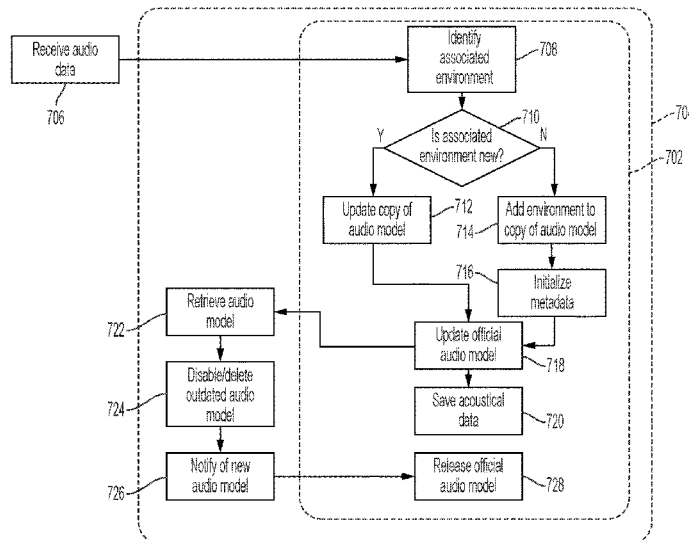 Receive audio
data
706
Identify
associated
environment
708
Is associated
environment new?
710
Y
N
70
702
Update copy of
audio model
712
Add environment to
copy of audio model
714
Initialize
metadata
716
Update official
audio model
718
Save acoustical
data
720
Retrieve audio
model
722
Disable/delete
outdated audio
model
724
Notify of new
audio model
726
Release official
audio model
728